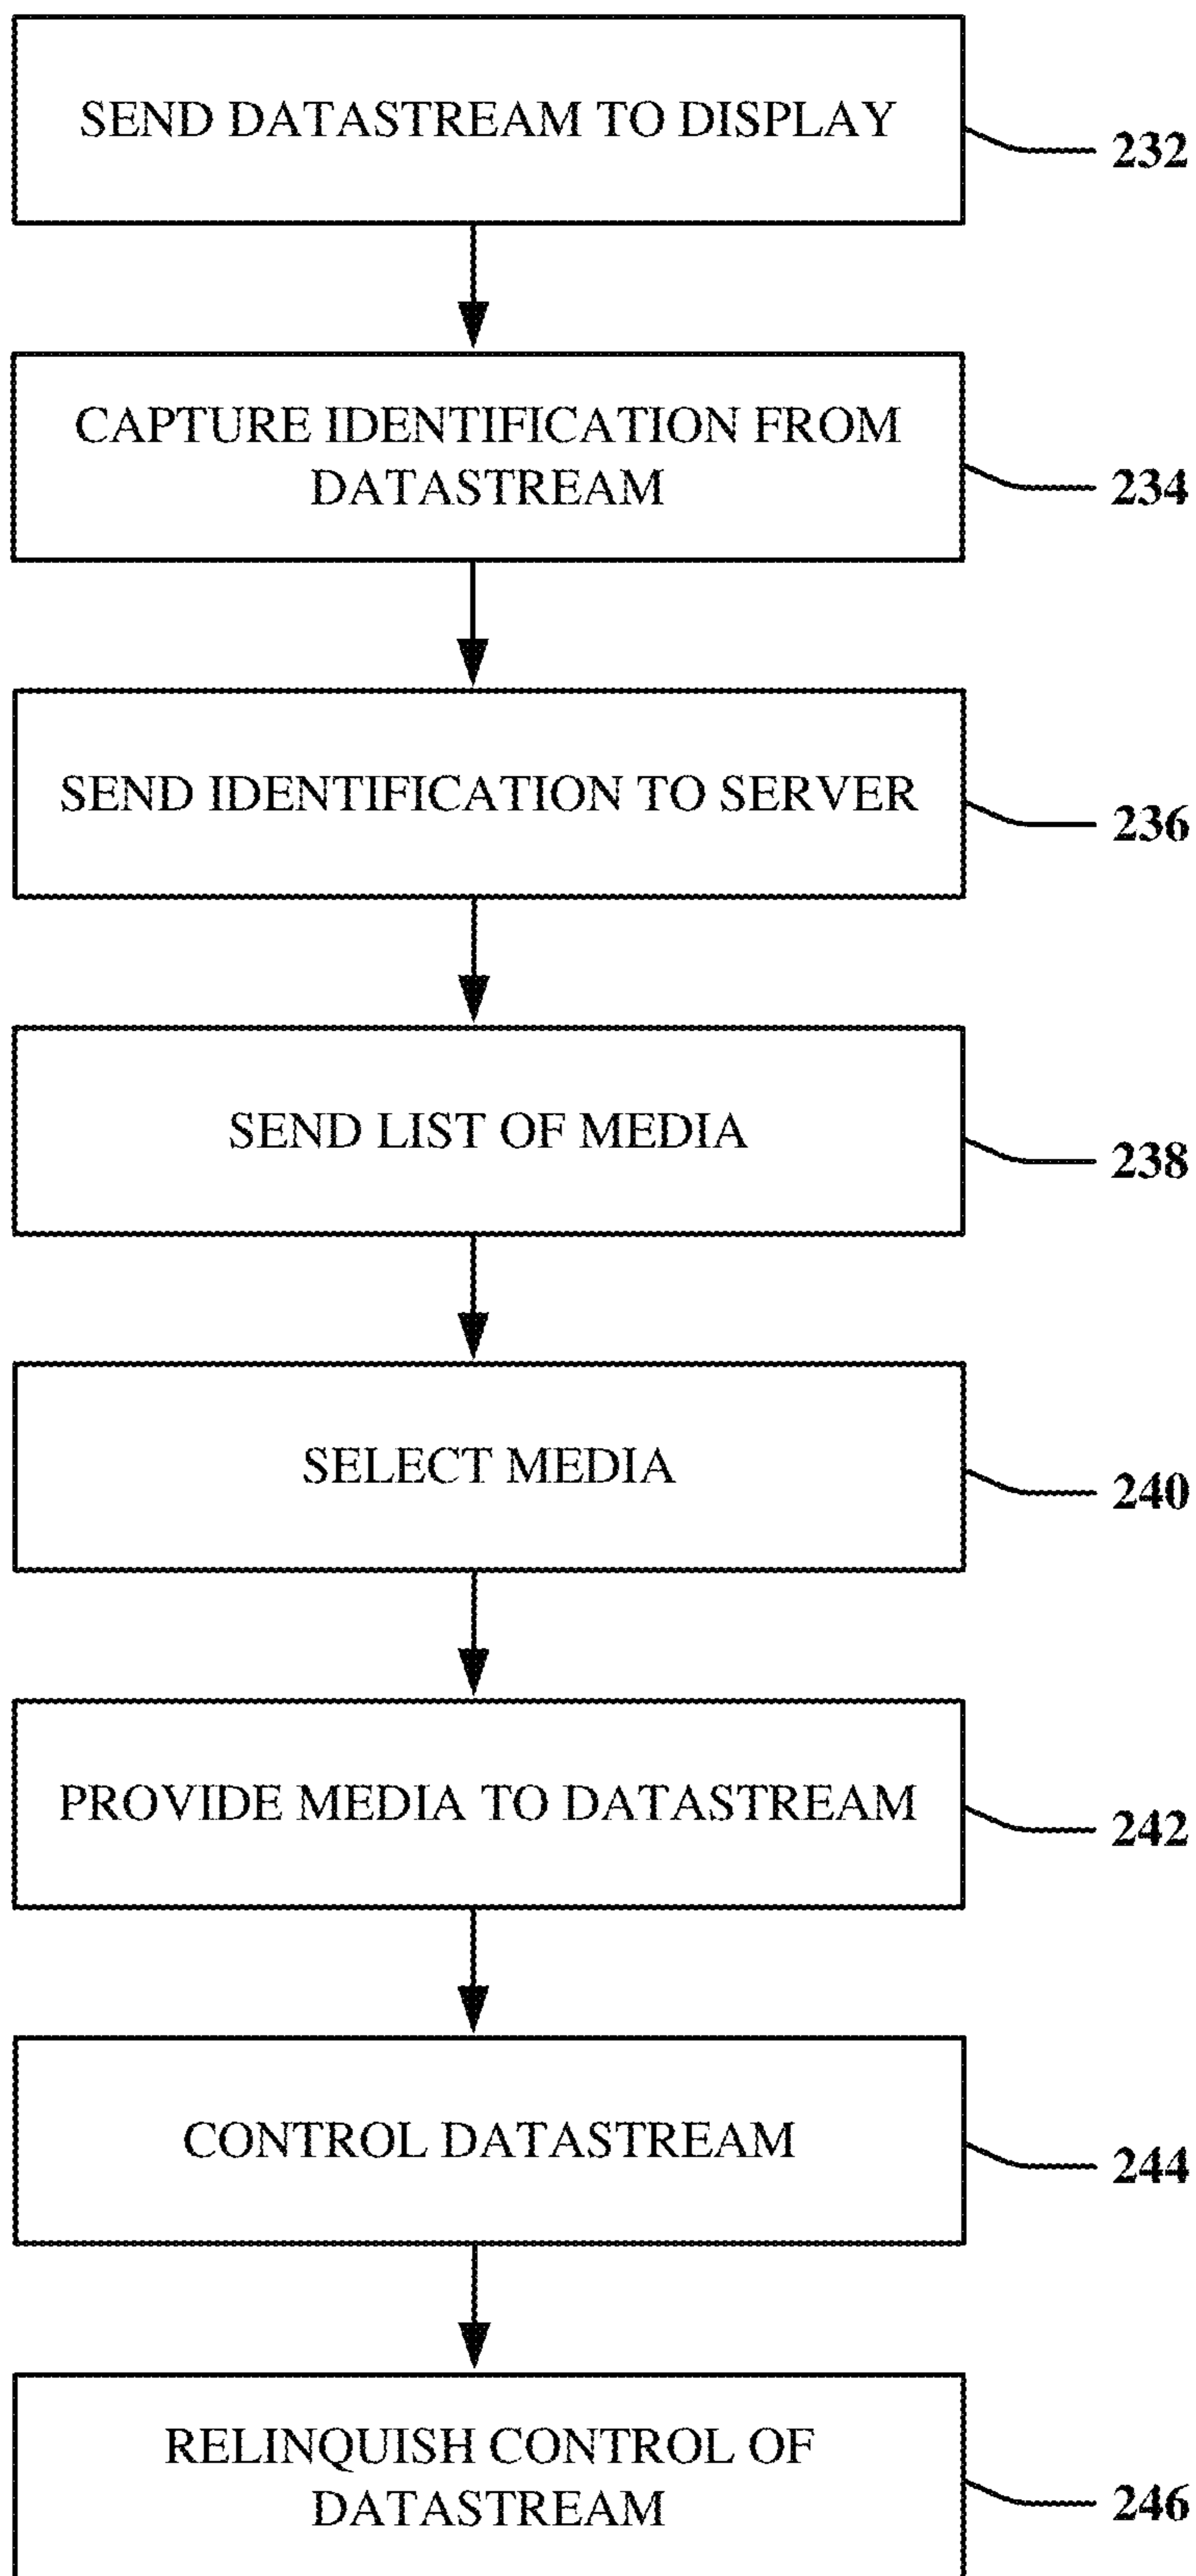 SEND DATASTREAM TO DISPLAY
232
CAPTURE IDENTIFICATION FROM
DATASTREAM
234
SEND IDENTIFICATION TO SERVER
236
SEND LIST OF MEDIA
238
SELECT MEDIA
240
PROVIDE MEDIA TO DATASTREAM
242
CONTROL DATASTREAM
244
RELINQUISH CONTROL OF
DATASTREAM
246